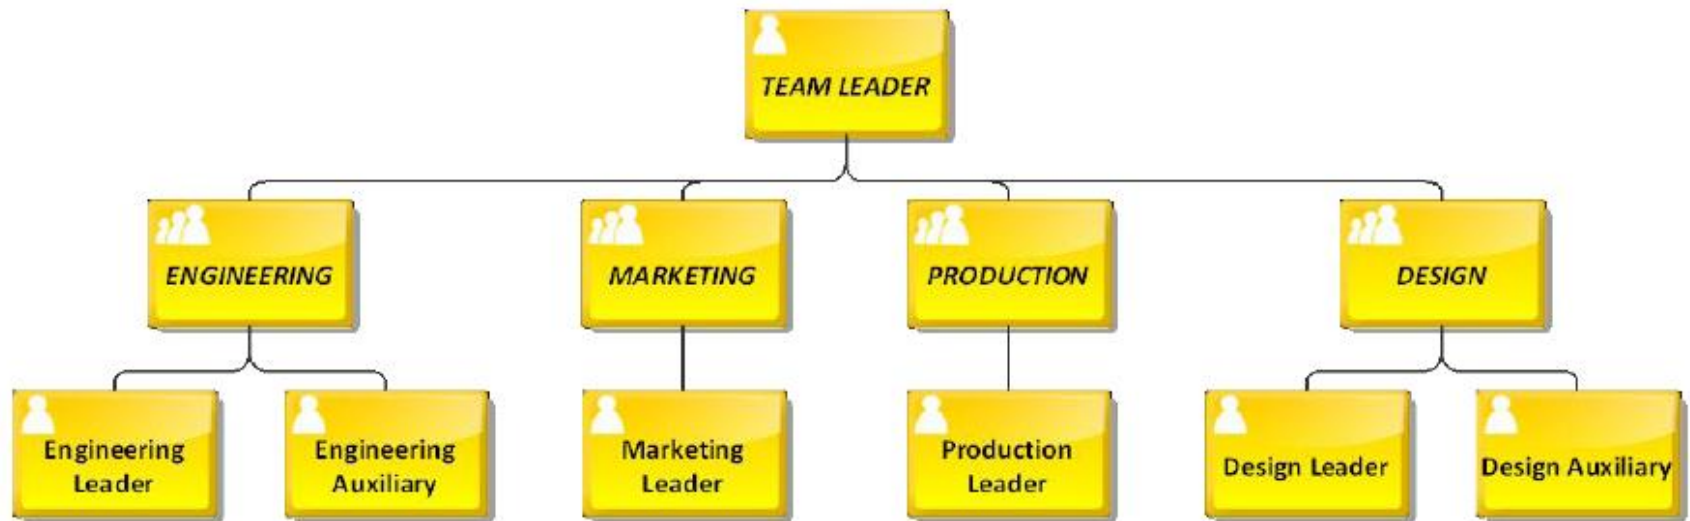 TEAM LEADER
ENGINEERING
MARKETING
PRODUCTION
DESIGN
Engineering
Leader
Engineering
Auxiliary
Marketing
Leader
Production
Leader
Design Leader
Design Auxiliary